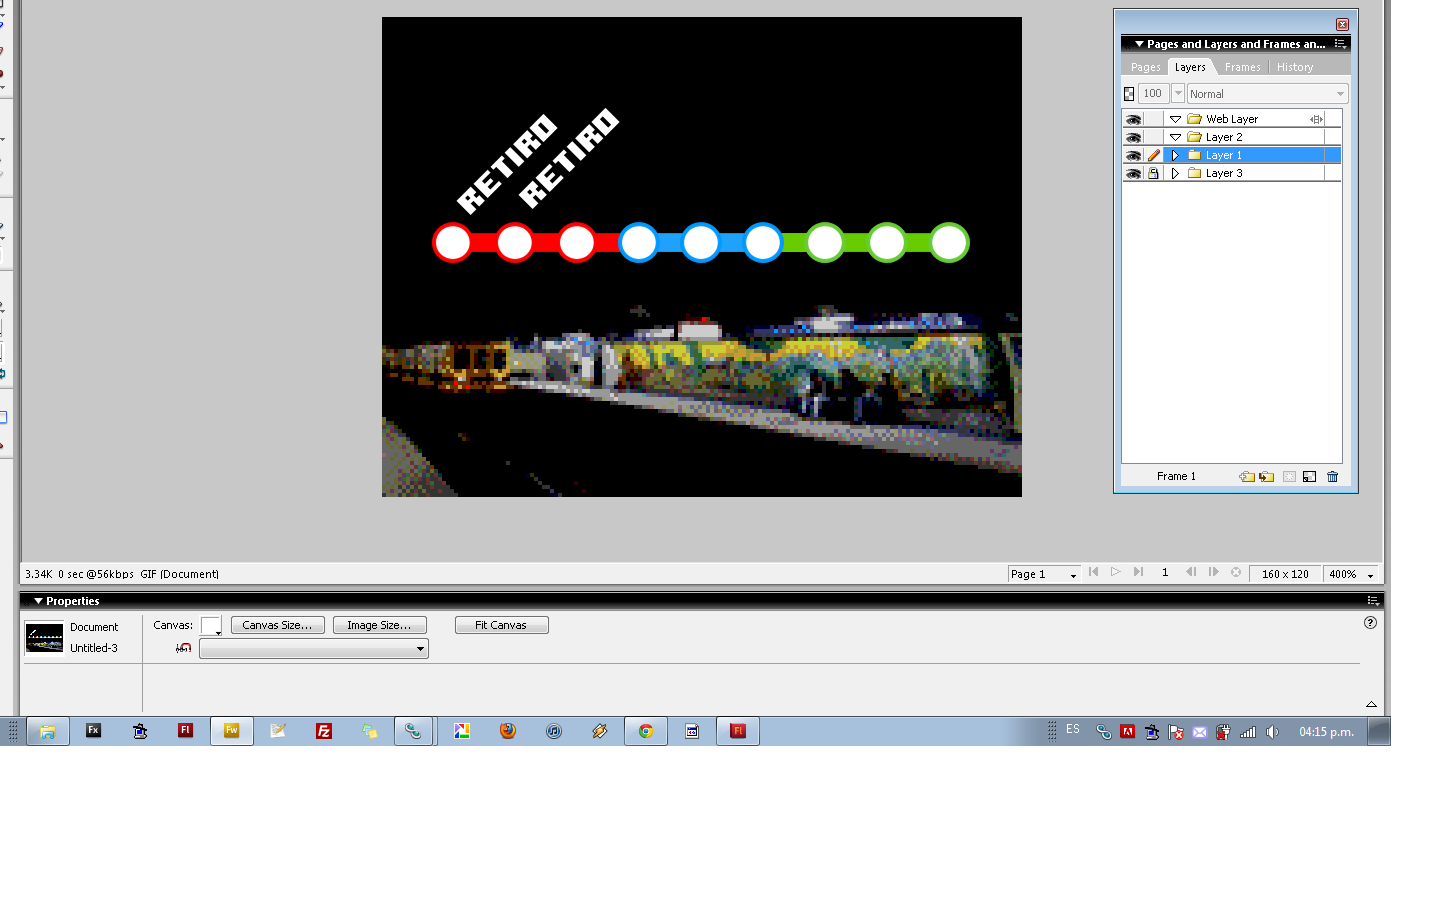 Pages and Layers and Frames an...
Pages Layers Frames History
100 Normal
Web Layer
Layer 2
Layer 1
Layer 3
Frame 1
RETIRO
RETIRO
3.34K 0 sec @56kbps GIF (Document)
Page 1 1 160 x 120 400%
Properties
Document Canvas: Canvas Size... Image Size... Fit Canvas ?
Untitled-3
Fx Fl Fw Fz Fl ES 04:15 p.m.